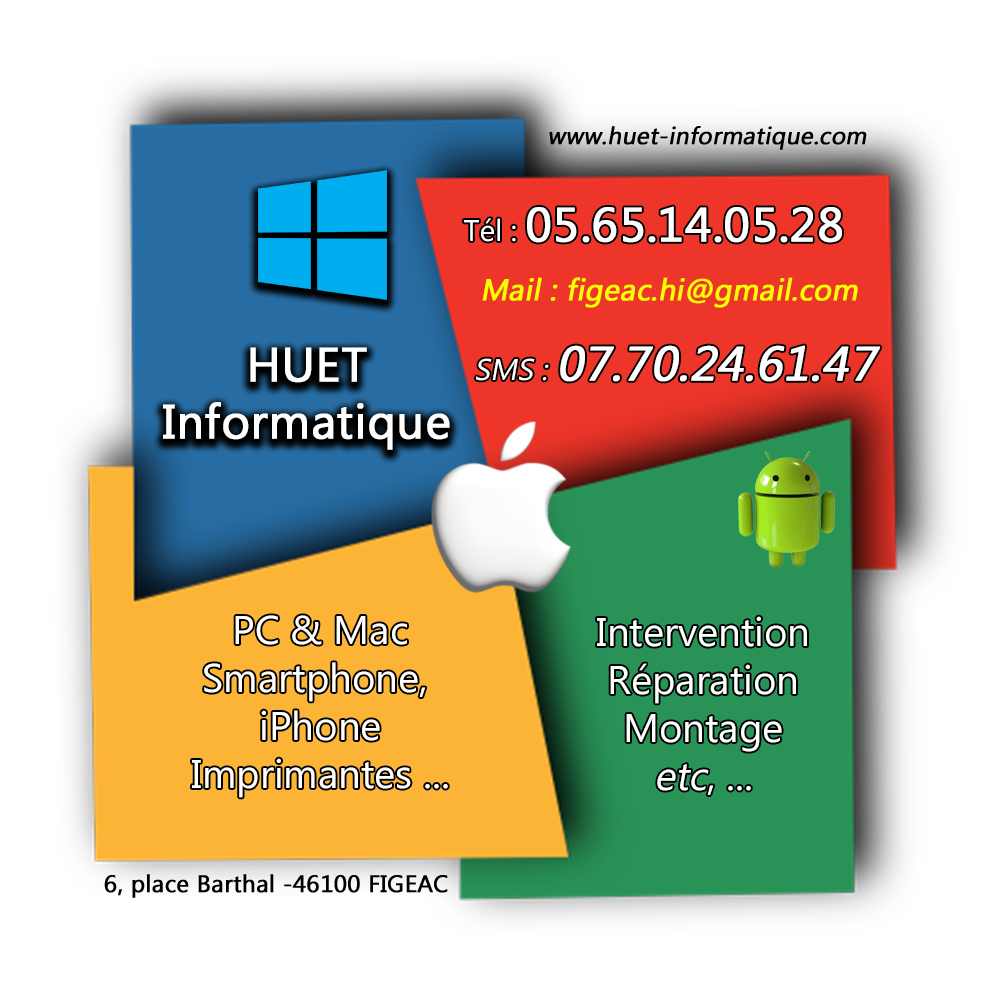 www.huet-informatique.com
HUET
Informatique
Tél : 05.65.14.05.28
Mail : figeac.hi@gmail.com
SMS : 07.70.24.61.47
PC & Mac
Smartphone,
iPhone
Imprimantes ...
Intervention
Réparation
Montage
etc, ...
6, place Barthal -46100 FIGEAC